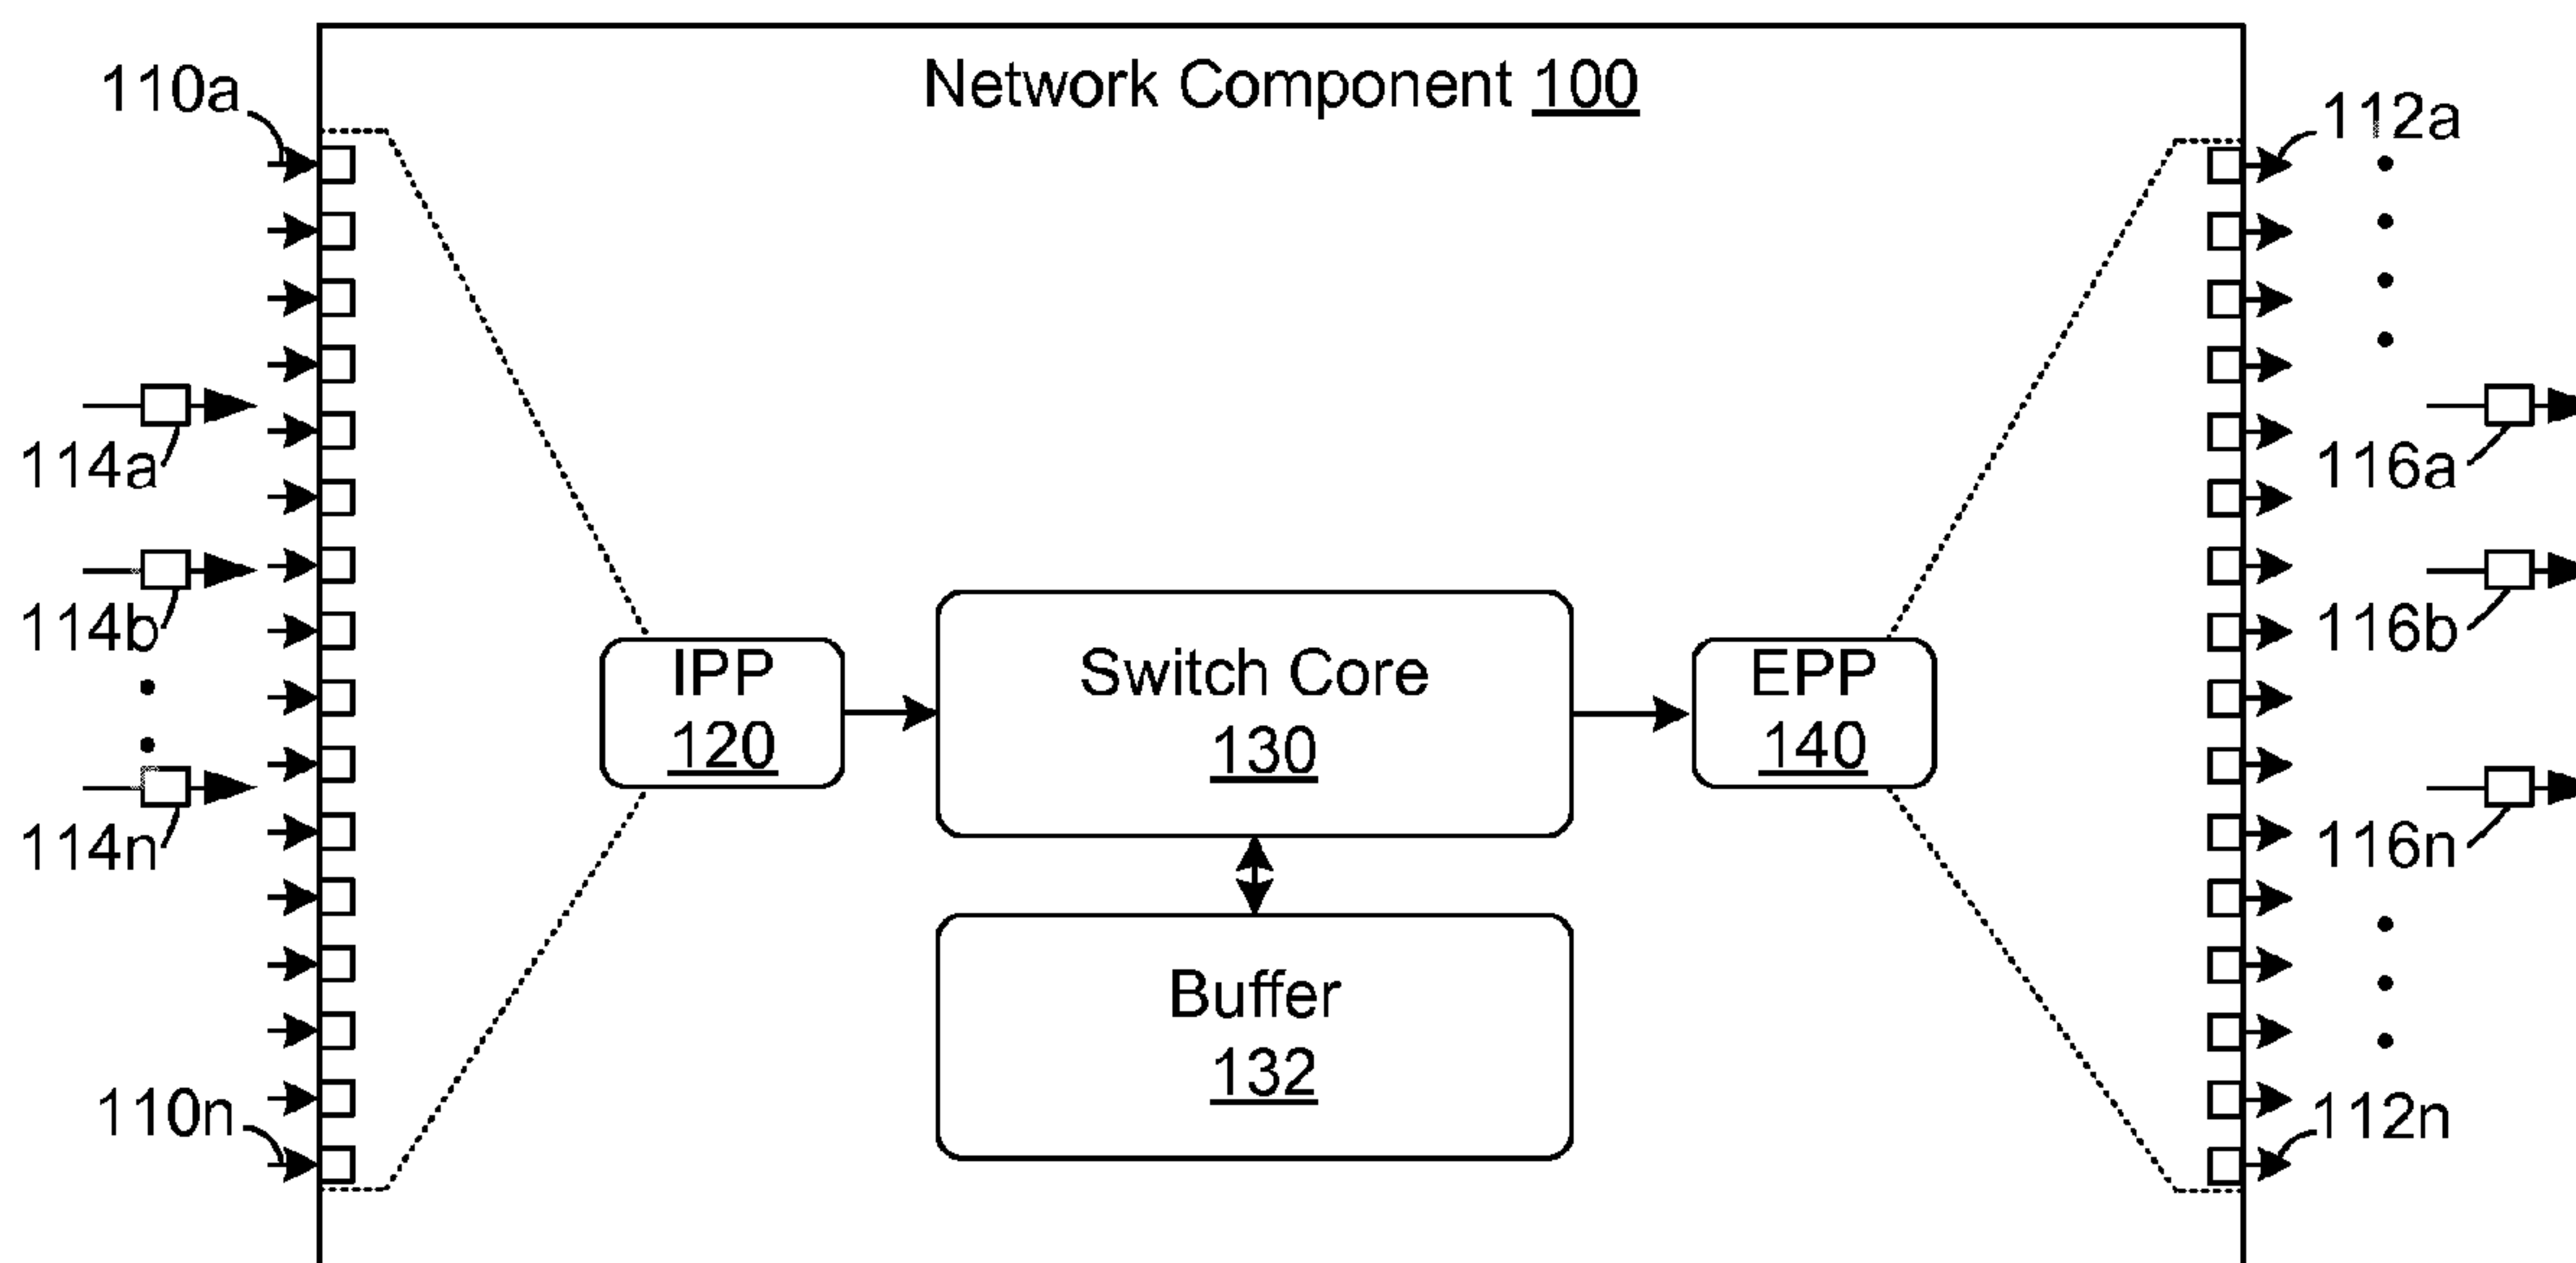 Network Component 100
110a
112a
114a
116a
114b
116b
IPP
120
Switch Core
130
EPP
140
114n
116n
Buffer
132
110n
112n